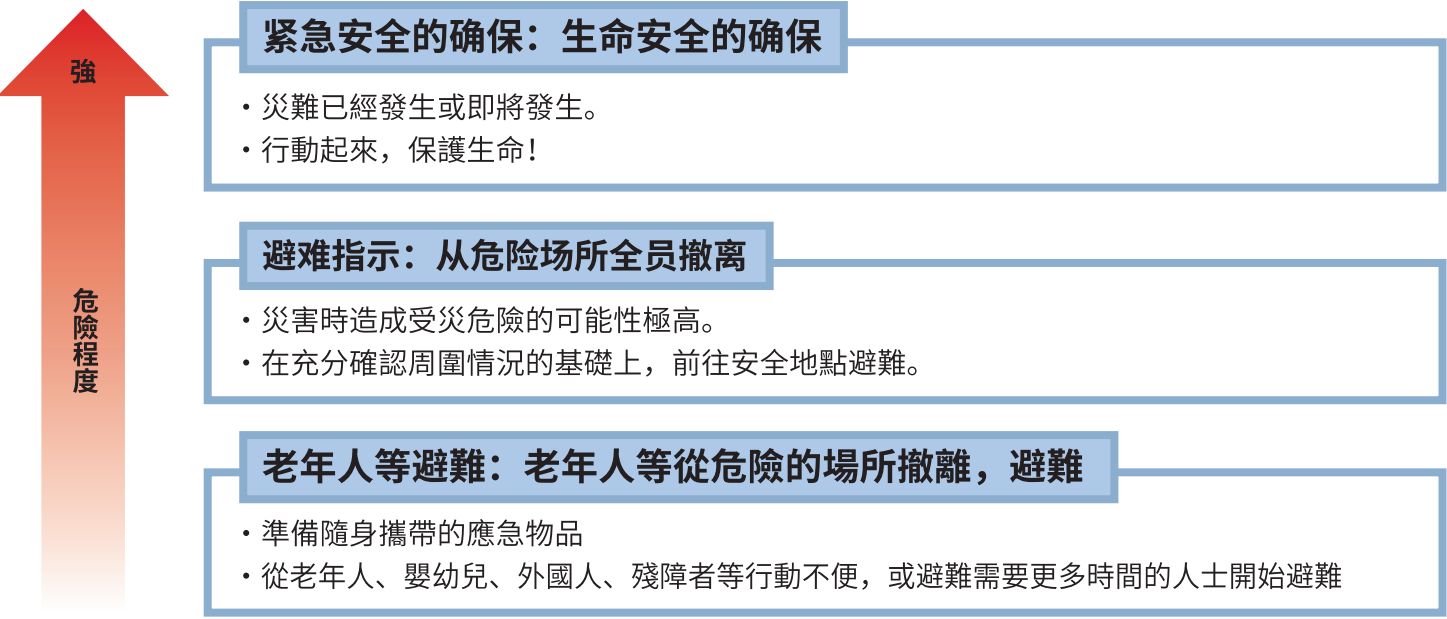 強
危險程度
紧急安全的确保：生命安全的确保
・災難已經發生或即將發生。
・行動起來，保護生命！
避难指示：从危险场所全员撤离
・災害時造成受災危險的可能性極高。
・在充分確認周圍情況的基礎上，前往安全地點避難。
老年人等避難：老年人等從危險的場所撤離，避難
・準備隨身攜帶的應急物品
・從老年人、嬰幼兒、外國人、殘障者等行動不便，或避難需要更多時間的人士開始避難